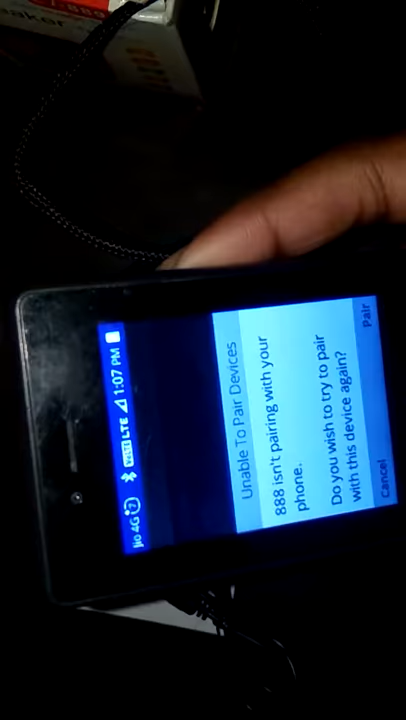 Jio 4G 7 VoLTE LTE 1:07 PM
Unable To Pair Devices
888 isn't pairing with your
phone.
Do you wish to try to pair
with this device again?
Cancel Pair